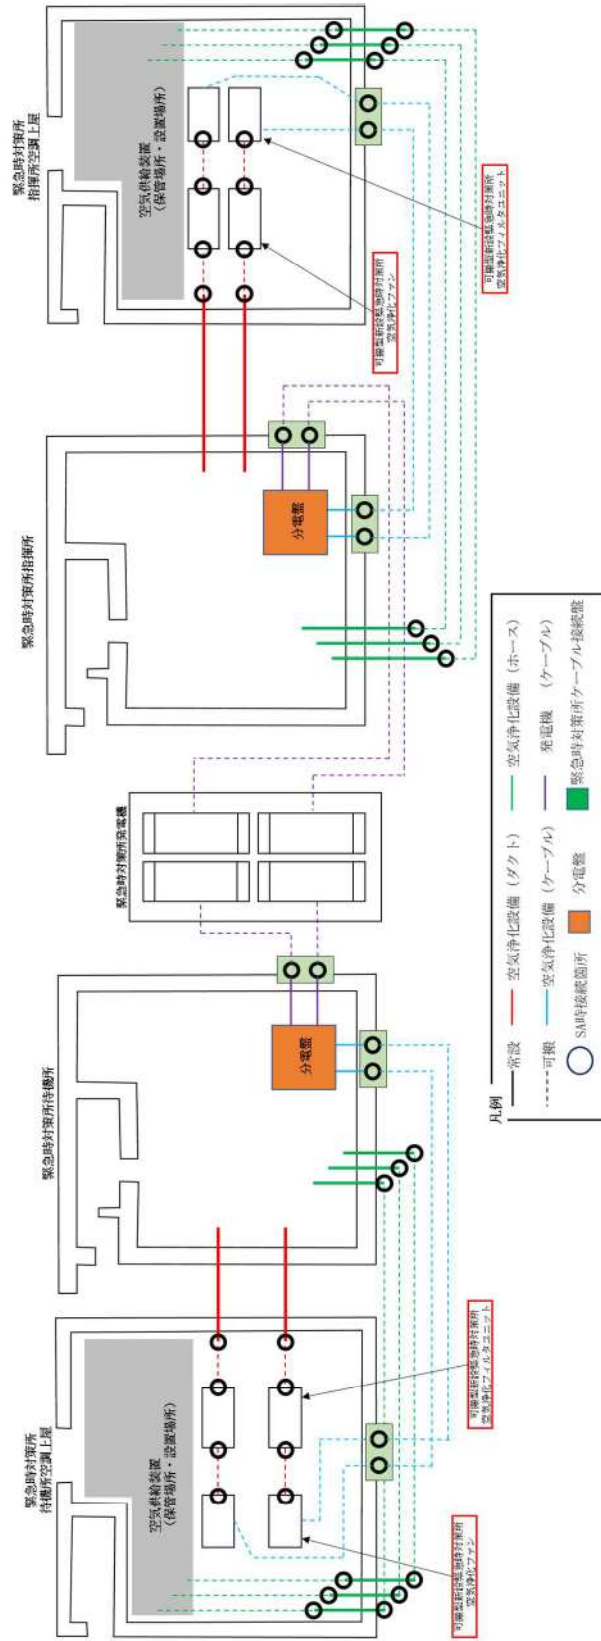 緊急時対策所
待機所空調上屋
空気供給装置
(保管場所・設置場所)
可搬型新設緊急時対策所
空気浄化ファン
可搬型新設緊急時対策所
空気浄化フィルタユニット
緊急時対策所待機所
分電盤
緊急時対策所発電機
緊急時対策所指揮所
分電盤
緊急時対策所
指揮所空調上屋
空気供給装置
(保管場所・設置場所)
可搬型新設緊急時対策所
空気浄化ファン
可搬型新設緊急時対策所
空気浄化フィルタユニット
凡例
常設 空気浄化設備 (ダクト) 空気浄化設備 (ホース)
可搬 空気浄化設備 (ケーブル) 発電機 (ケーブル)
SA時接続箇所 分電盤 緊急時対策所ケーブル接続盤